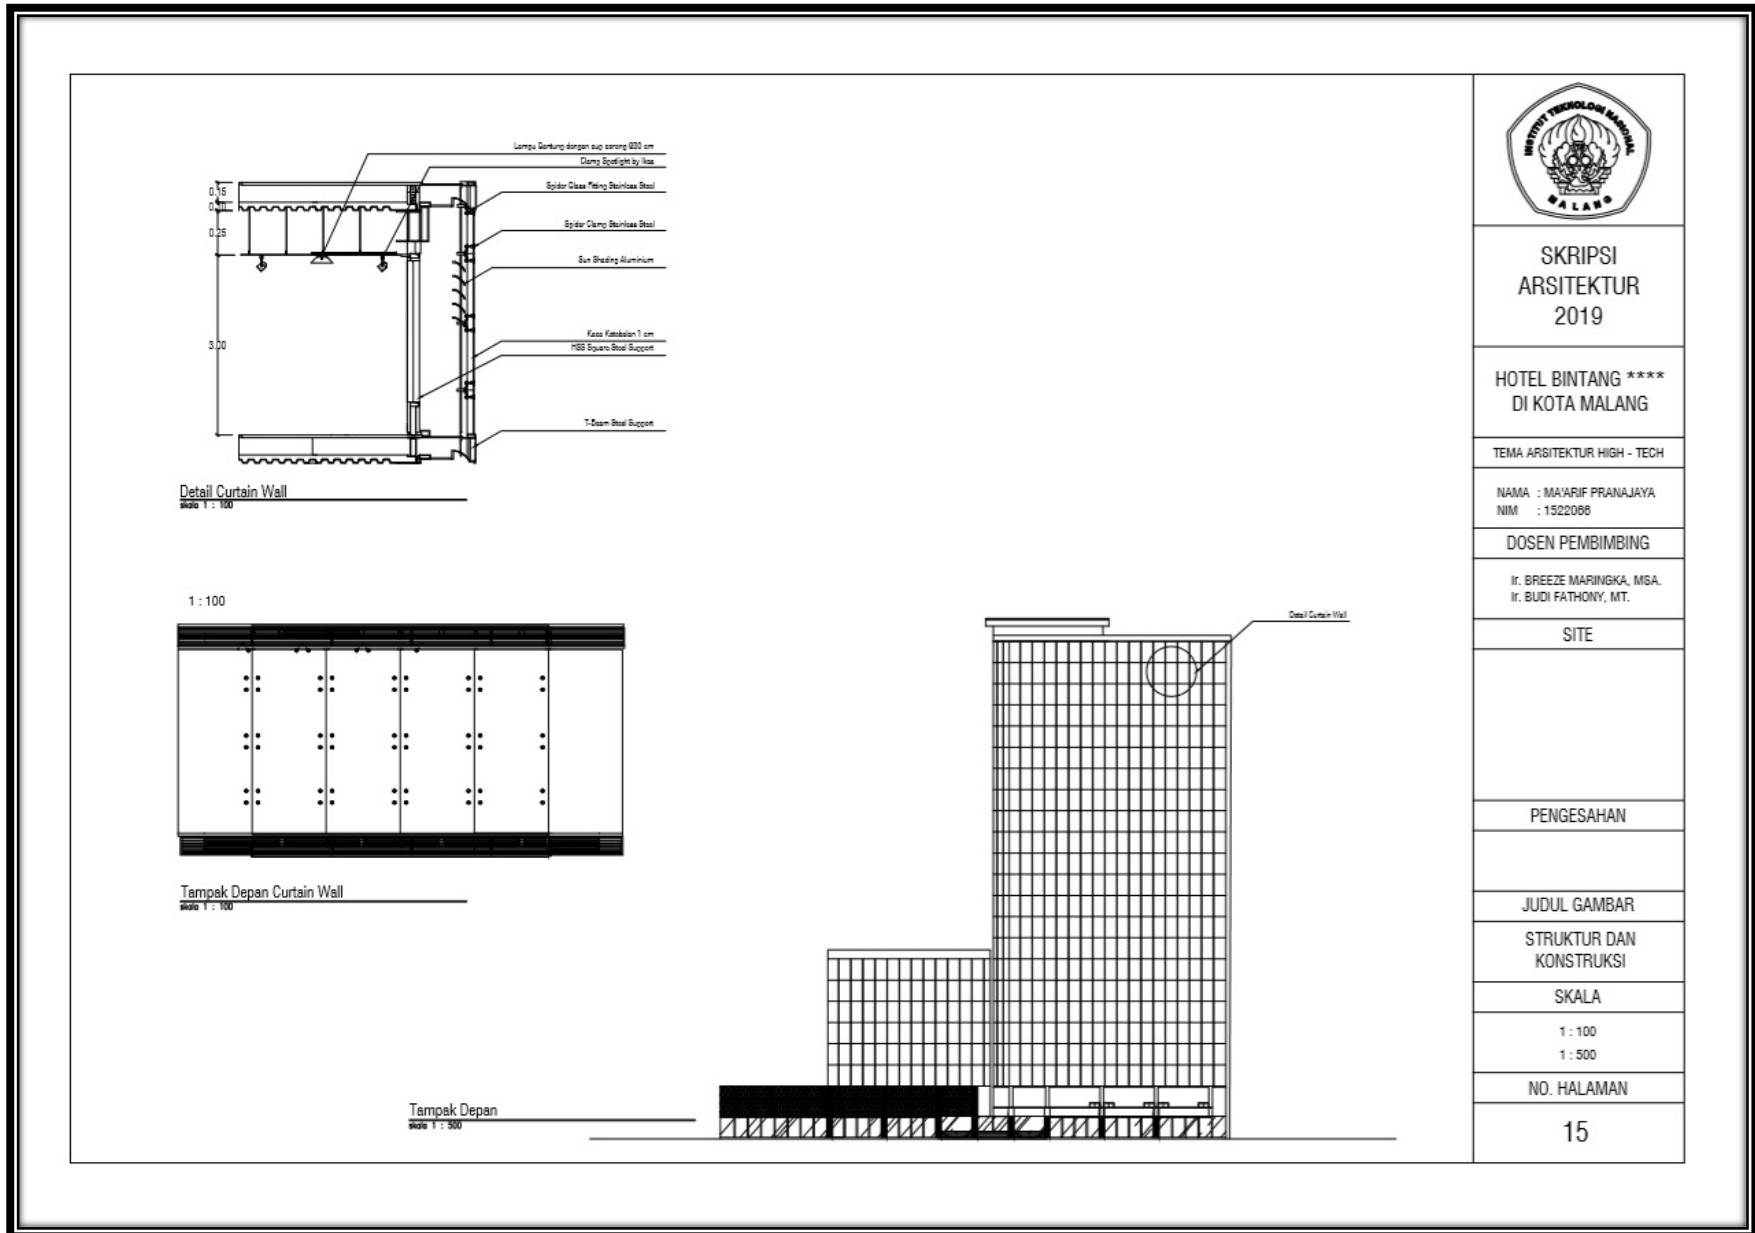 Lampu Gantung dengan cup corong Ø30 cm
Clamp Spotlight by Ikea
Spider Glass Fitting Stainless Steel
Spider Clamp Stainless Steel
Sun Shading Aluminium
Kaca Ketebalan 1 cm
HSS Square Steel Support
T-Beam Steel Support
0.15
0.10
0.25
3.00
Detail Curtain Wall
skala 1 : 100
1 : 100
Tampak Depan Curtain Wall
skala 1 : 100
Detail Curtain Wall
Tampak Depan
skala 1 : 500
INSTITUT TEKNOLOGI NASIONAL
MALANG
SKRIPSI
ARSITEKTUR
2019
HOTEL BINTANG ****
DI KOTA MALANG
TEMA ARSITEKTUR HIGH - TECH
NAMA : MA'ARIF PRANAJAYA
NIM : 1522066
DOSEN PEMBIMBING
Ir. BREEZE MARINGKA, MSA.
Ir. BUDI FATHONY, MT.
SITE
PENGESAHAN
JUDUL GAMBAR
STRUKTUR DAN
KONSTRUKSI
SKALA
1 : 100
1 : 500
NO. HALAMAN
15